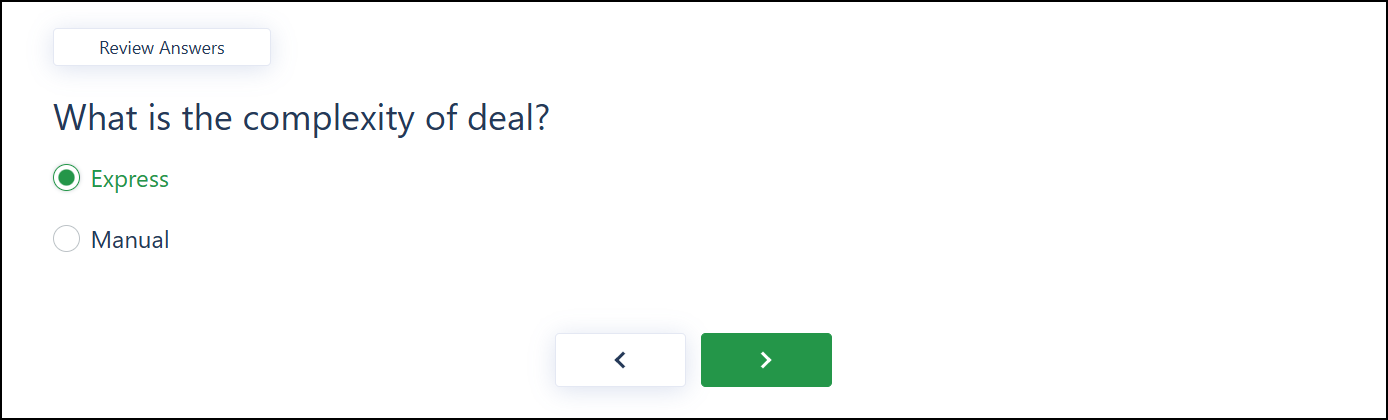 Review Answers
What is the complexity of deal?
Express
Manual